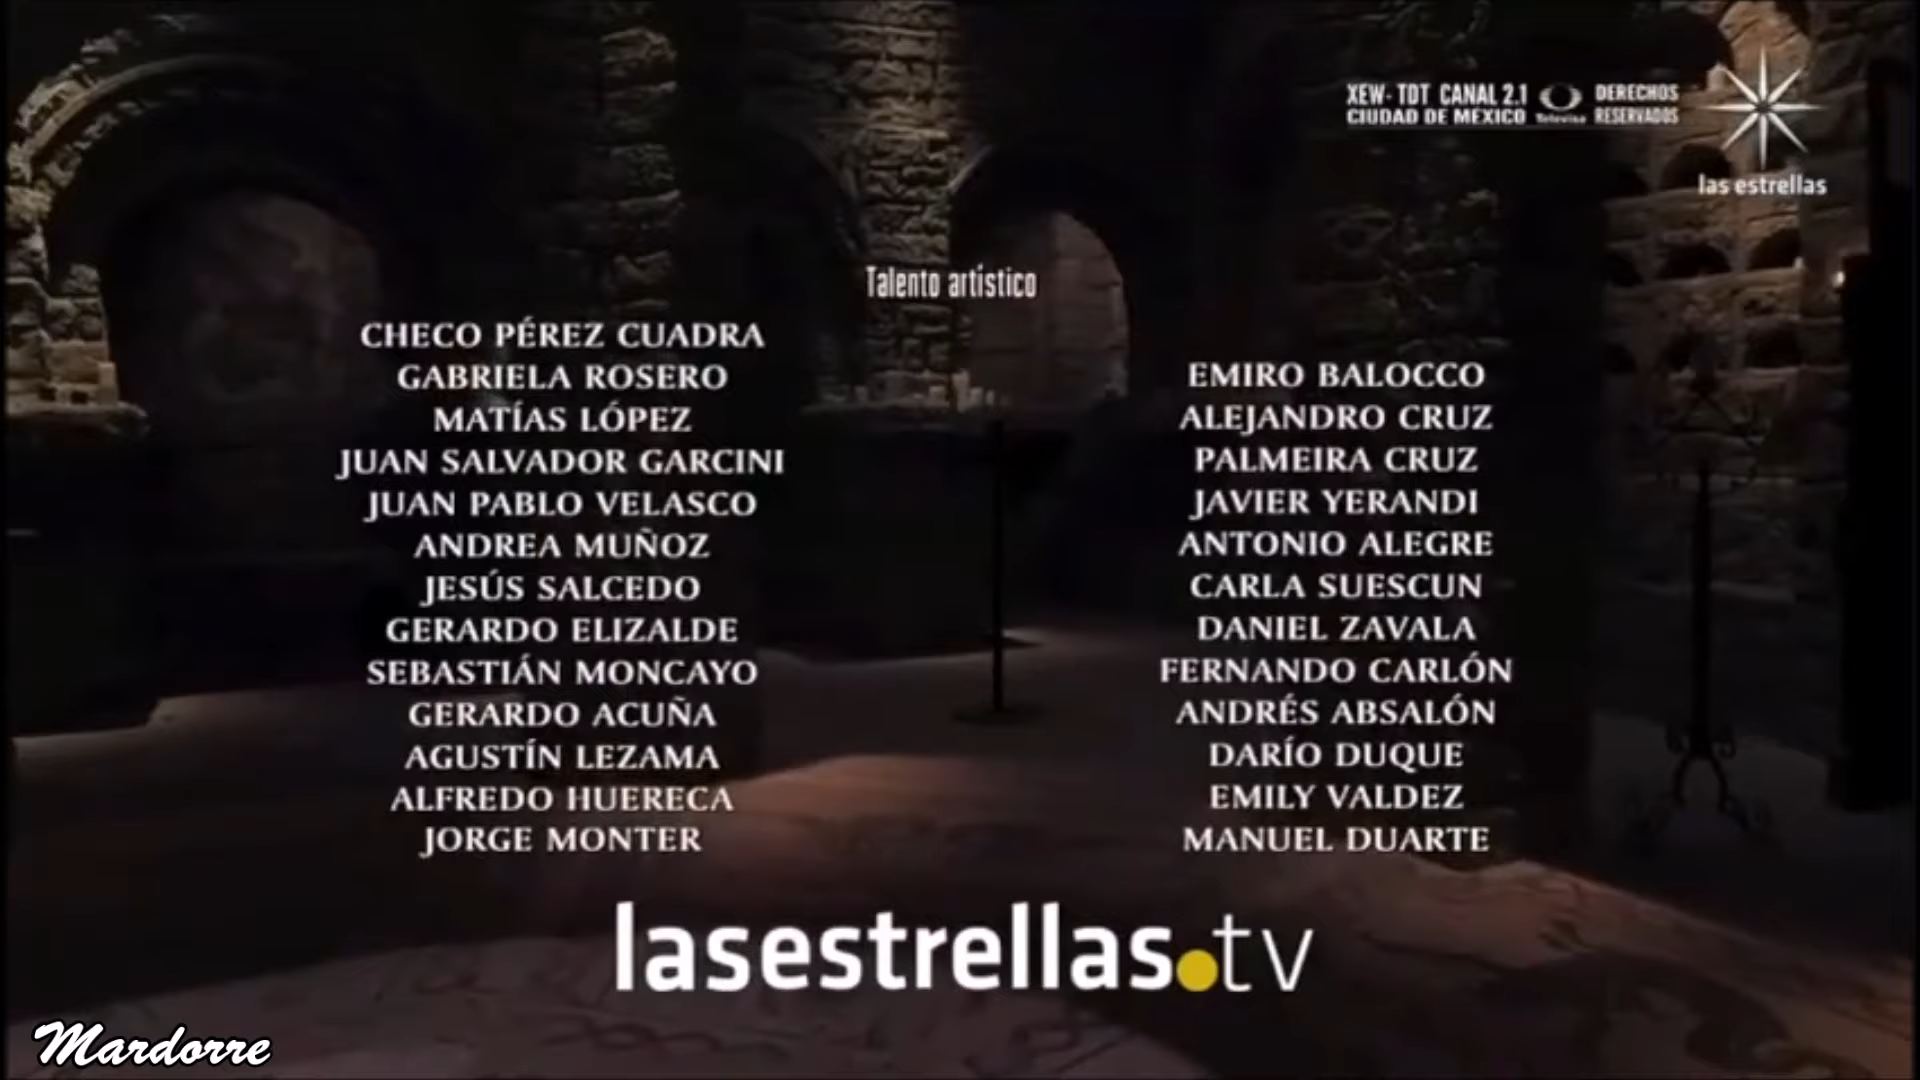 XEW-TDT CANAL 2.1
CIUDAD DE MÉXICO
Televisa
DERECHOS
RESERVADOS
las estrellas
Talento artístico
CHECO PÉREZ CUADRA
GABRIELA ROSERO
MATÍAS LÓPEZ
JUAN SALVADOR GARCINI
JUAN PABLO VELASCO
ANDREA MUÑOZ
JESÚS SALCEDO
GERARDO ELIZALDE
SEBASTIÁN MONCAYO
GERARDO ACUÑA
AGUSTÍN LEZAMA
ALFREDO HUERECA
JORGE MONTER
EMIRO BALOCCO
ALEJANDRO CRUZ
PALMEIRA CRUZ
JAVIER YERANDI
ANTONIO ALEGRE
CARLA SUESCUN
DANIEL ZAVALA
FERNANDO CARLÓN
ANDRÉS ABSALÓN
DARÍO DUQUE
EMILY VALDEZ
MANUEL DUARTE
lasestrellas.tv
Mardorre